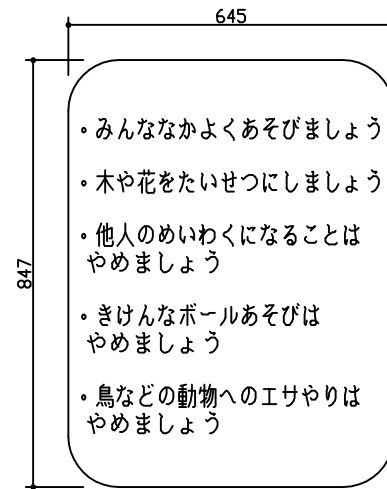 645
847
・みんななかよくあそびましょう
・木や花をたいせつにしましょう
・他人のめいわくになることは
やめましょう
・きけんなボールあそびは
やめましょう
・鳥などの動物へのエサやりは
やめましょう